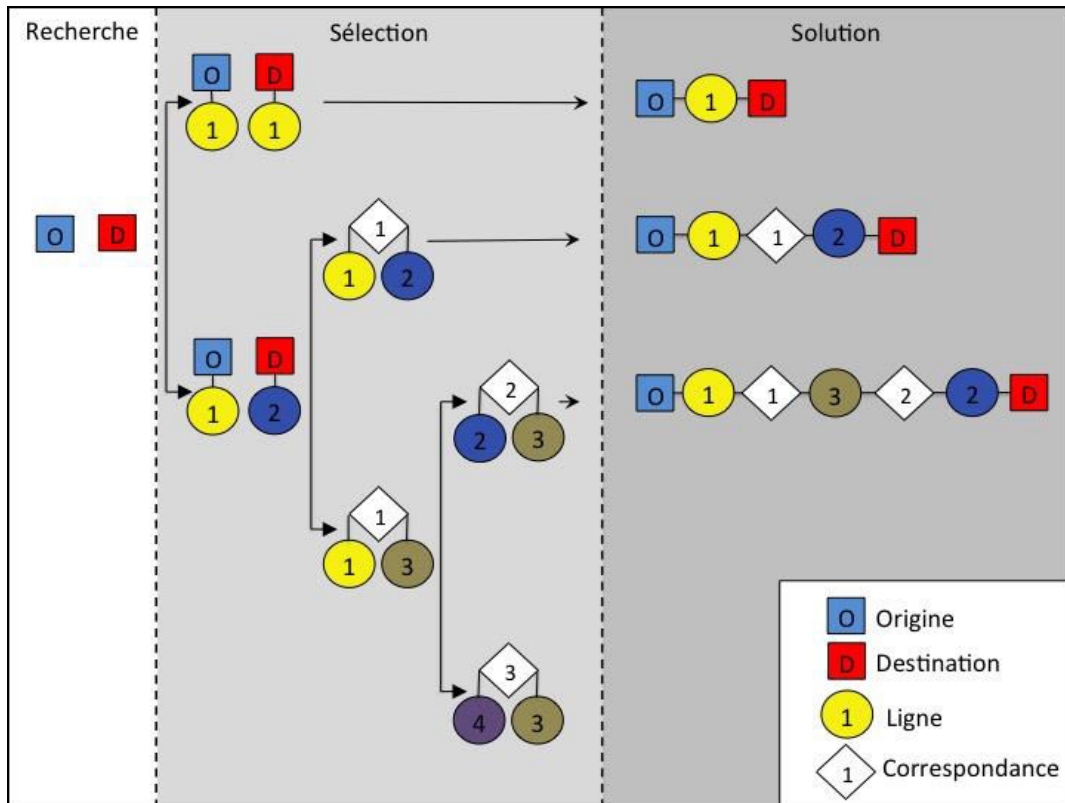 Recherche
Sélection
Solution
O D
1 1
O 1 D
O D
1
1 2
O 1 1 2 D
O D
1 2
2
2 3
O 1 1 3 2 2 D
1
1 3
3
4 3
O Origine
D Destination
1 Ligne
1 Correspondance